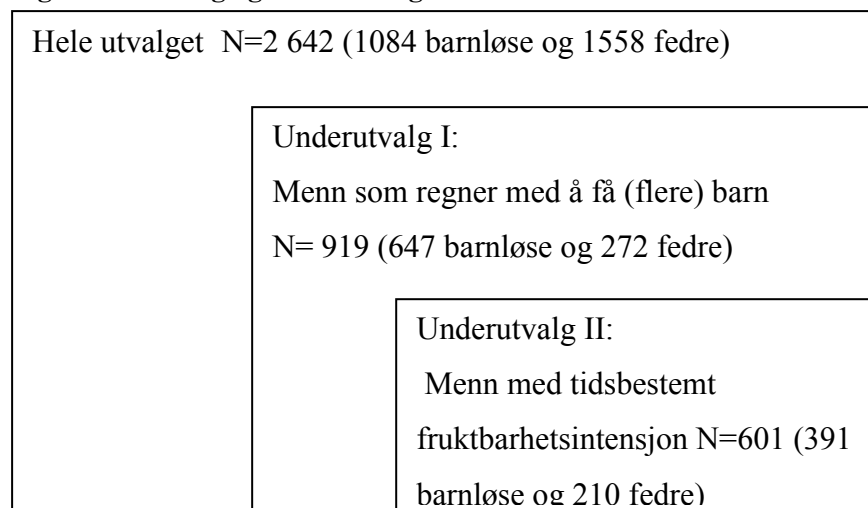 Hele utvalget N=2 642 (1084 barnløse og 1558 fedre)
Underutvalg I:
Menn som regner med å få (flere) barn
N= 919 (647 barnløse og 272 fedre)
Underutvalg II:
Menn med tidsbestemt
fruktbarhetsintensjon N=601 (391
barnløse og 210 fedre)